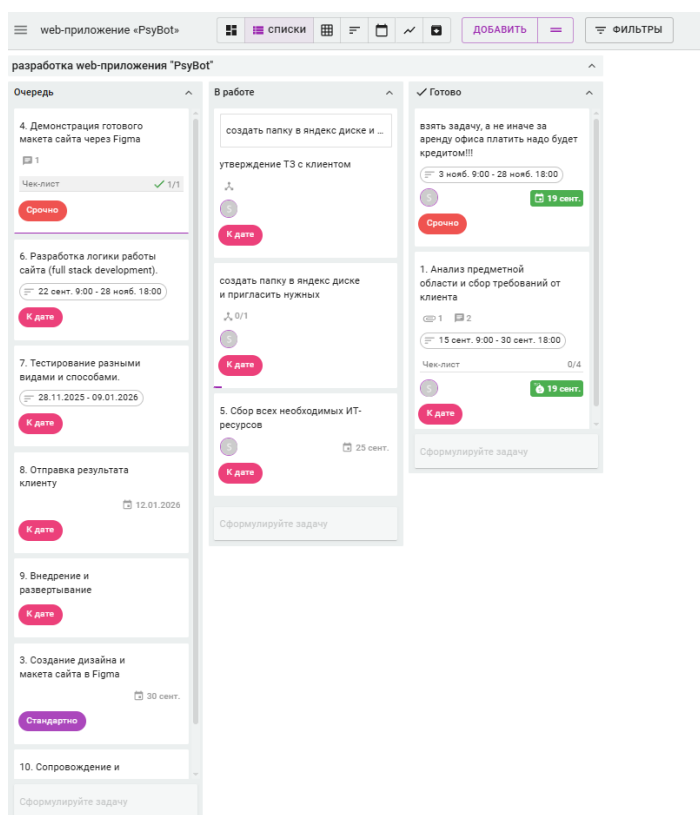 web-приложение «PsyBot»
СПИСКИ
ДОБАВИТЬ
ФИЛЬТРЫ
разработка web-приложения "PsyBot"
Очередь
4. Демонстрация готового
макета сайта через Figma
1
Чек-лист 1/1
Срочно
6. Разработка логики работы
сайта (full stack development).
22 сент. 9:00 - 28 нояб. 18:00
К дате
7. Тестирование разными
видами и способами.
28.11.2025 - 09.01.2026
К дате
8. Отправка результата
клиенту
12.01.2026
К дате
9. Внедрение и
развертывание
К дате
3. Создание дизайна и
макета сайта в Figma
30 сент.
Стандартно
10. Сопровождение и
Сформулируйте задачу
В работе
создать папку в яндекс диске и ...
утверждение ТЗ с клиентом
S
К дате
создать папку в яндекс диске
и пригласить нужных
0/1
S
К дате
5. Сбор всех необходимых ИТ-
ресурсов
S 25 сент.
К дате
Сформулируйте задачу
Готово
взять задачу, а не иначе за
аренду офиса платить надо будет
кредитом!!!
3 нояб. 9:00 - 28 нояб. 18:00
S 19 сент.
Срочно
1. Анализ предметной
области и сбор требований от
клиента
1 2
15 сент. 9:00 - 30 сент. 18:00
Чек-лист 0/4
S 19 сент.
К дате
Сформулируйте задачу